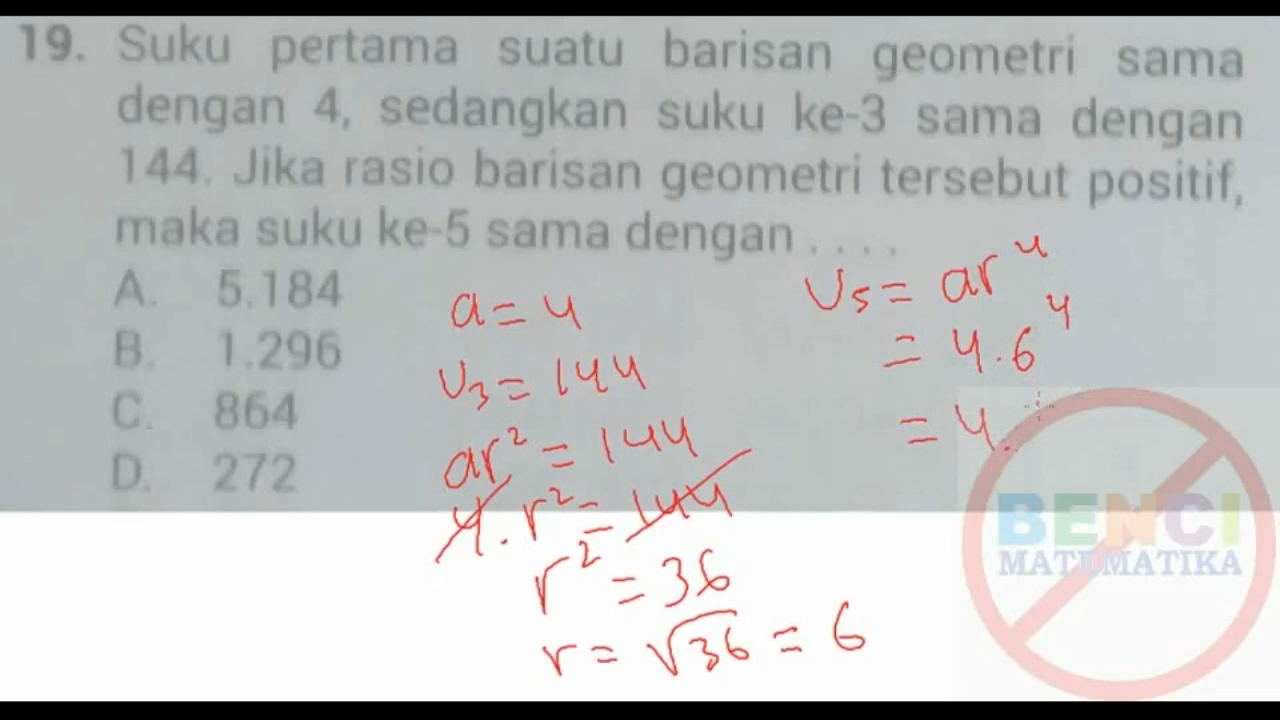 19. Suku pertama suatu barisan geometri sama
dengan 4, sedangkan suku ke-3 sama dengan
144. Jika rasio barisan geometri tersebut positif,
maka suku ke-5 sama dengan . . . .
A. 5.184
B. 1.296
C. 864
D. 272
a = 4
U₃ = 144
ar² = 144
4 . r² = 144
r² = 36
r = √36 = 6
U₅ = ar⁴
= 4 . 6⁴
= 4 .
BENCI
MATEMATIKA